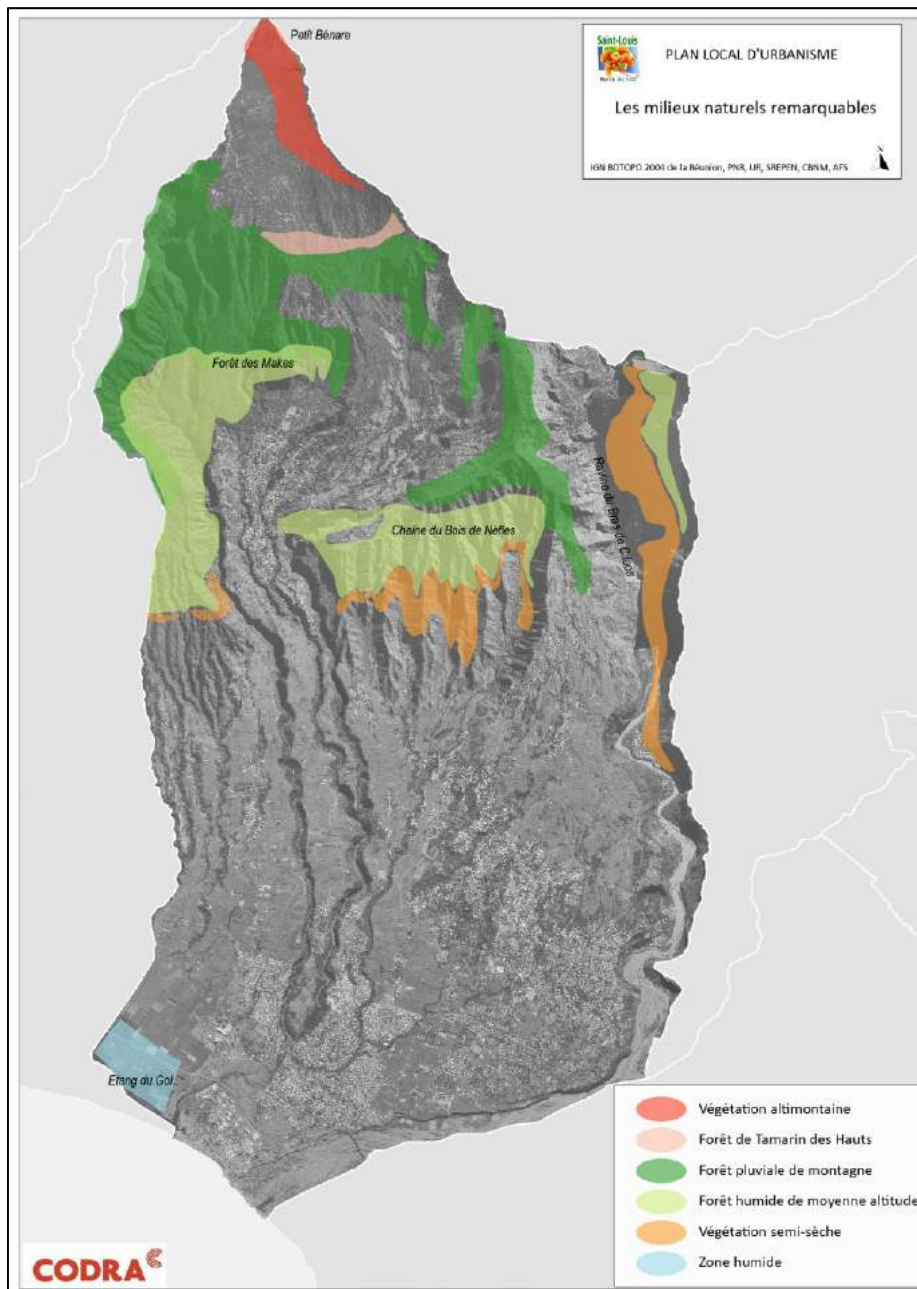 Petit Bénare
Saint-Louis
PLAN LOCAL D'URBANISME
Les milieux naturels remarquables
IGN BDTOPO 2004 de la Réunion, PNR, UR, SREPEN, CBNM, AFS
N
Forêt des Makes
Ravine du Bras de Cilaos
Chaine du Bois de Nèfles
Etang du Gol
Végétation altimontaine
Forêt de Tamarin des Hauts
Forêt pluviale de montagne
Forêt humide de moyenne altitude
Végétation semi-sèche
Zone humide
CODRA